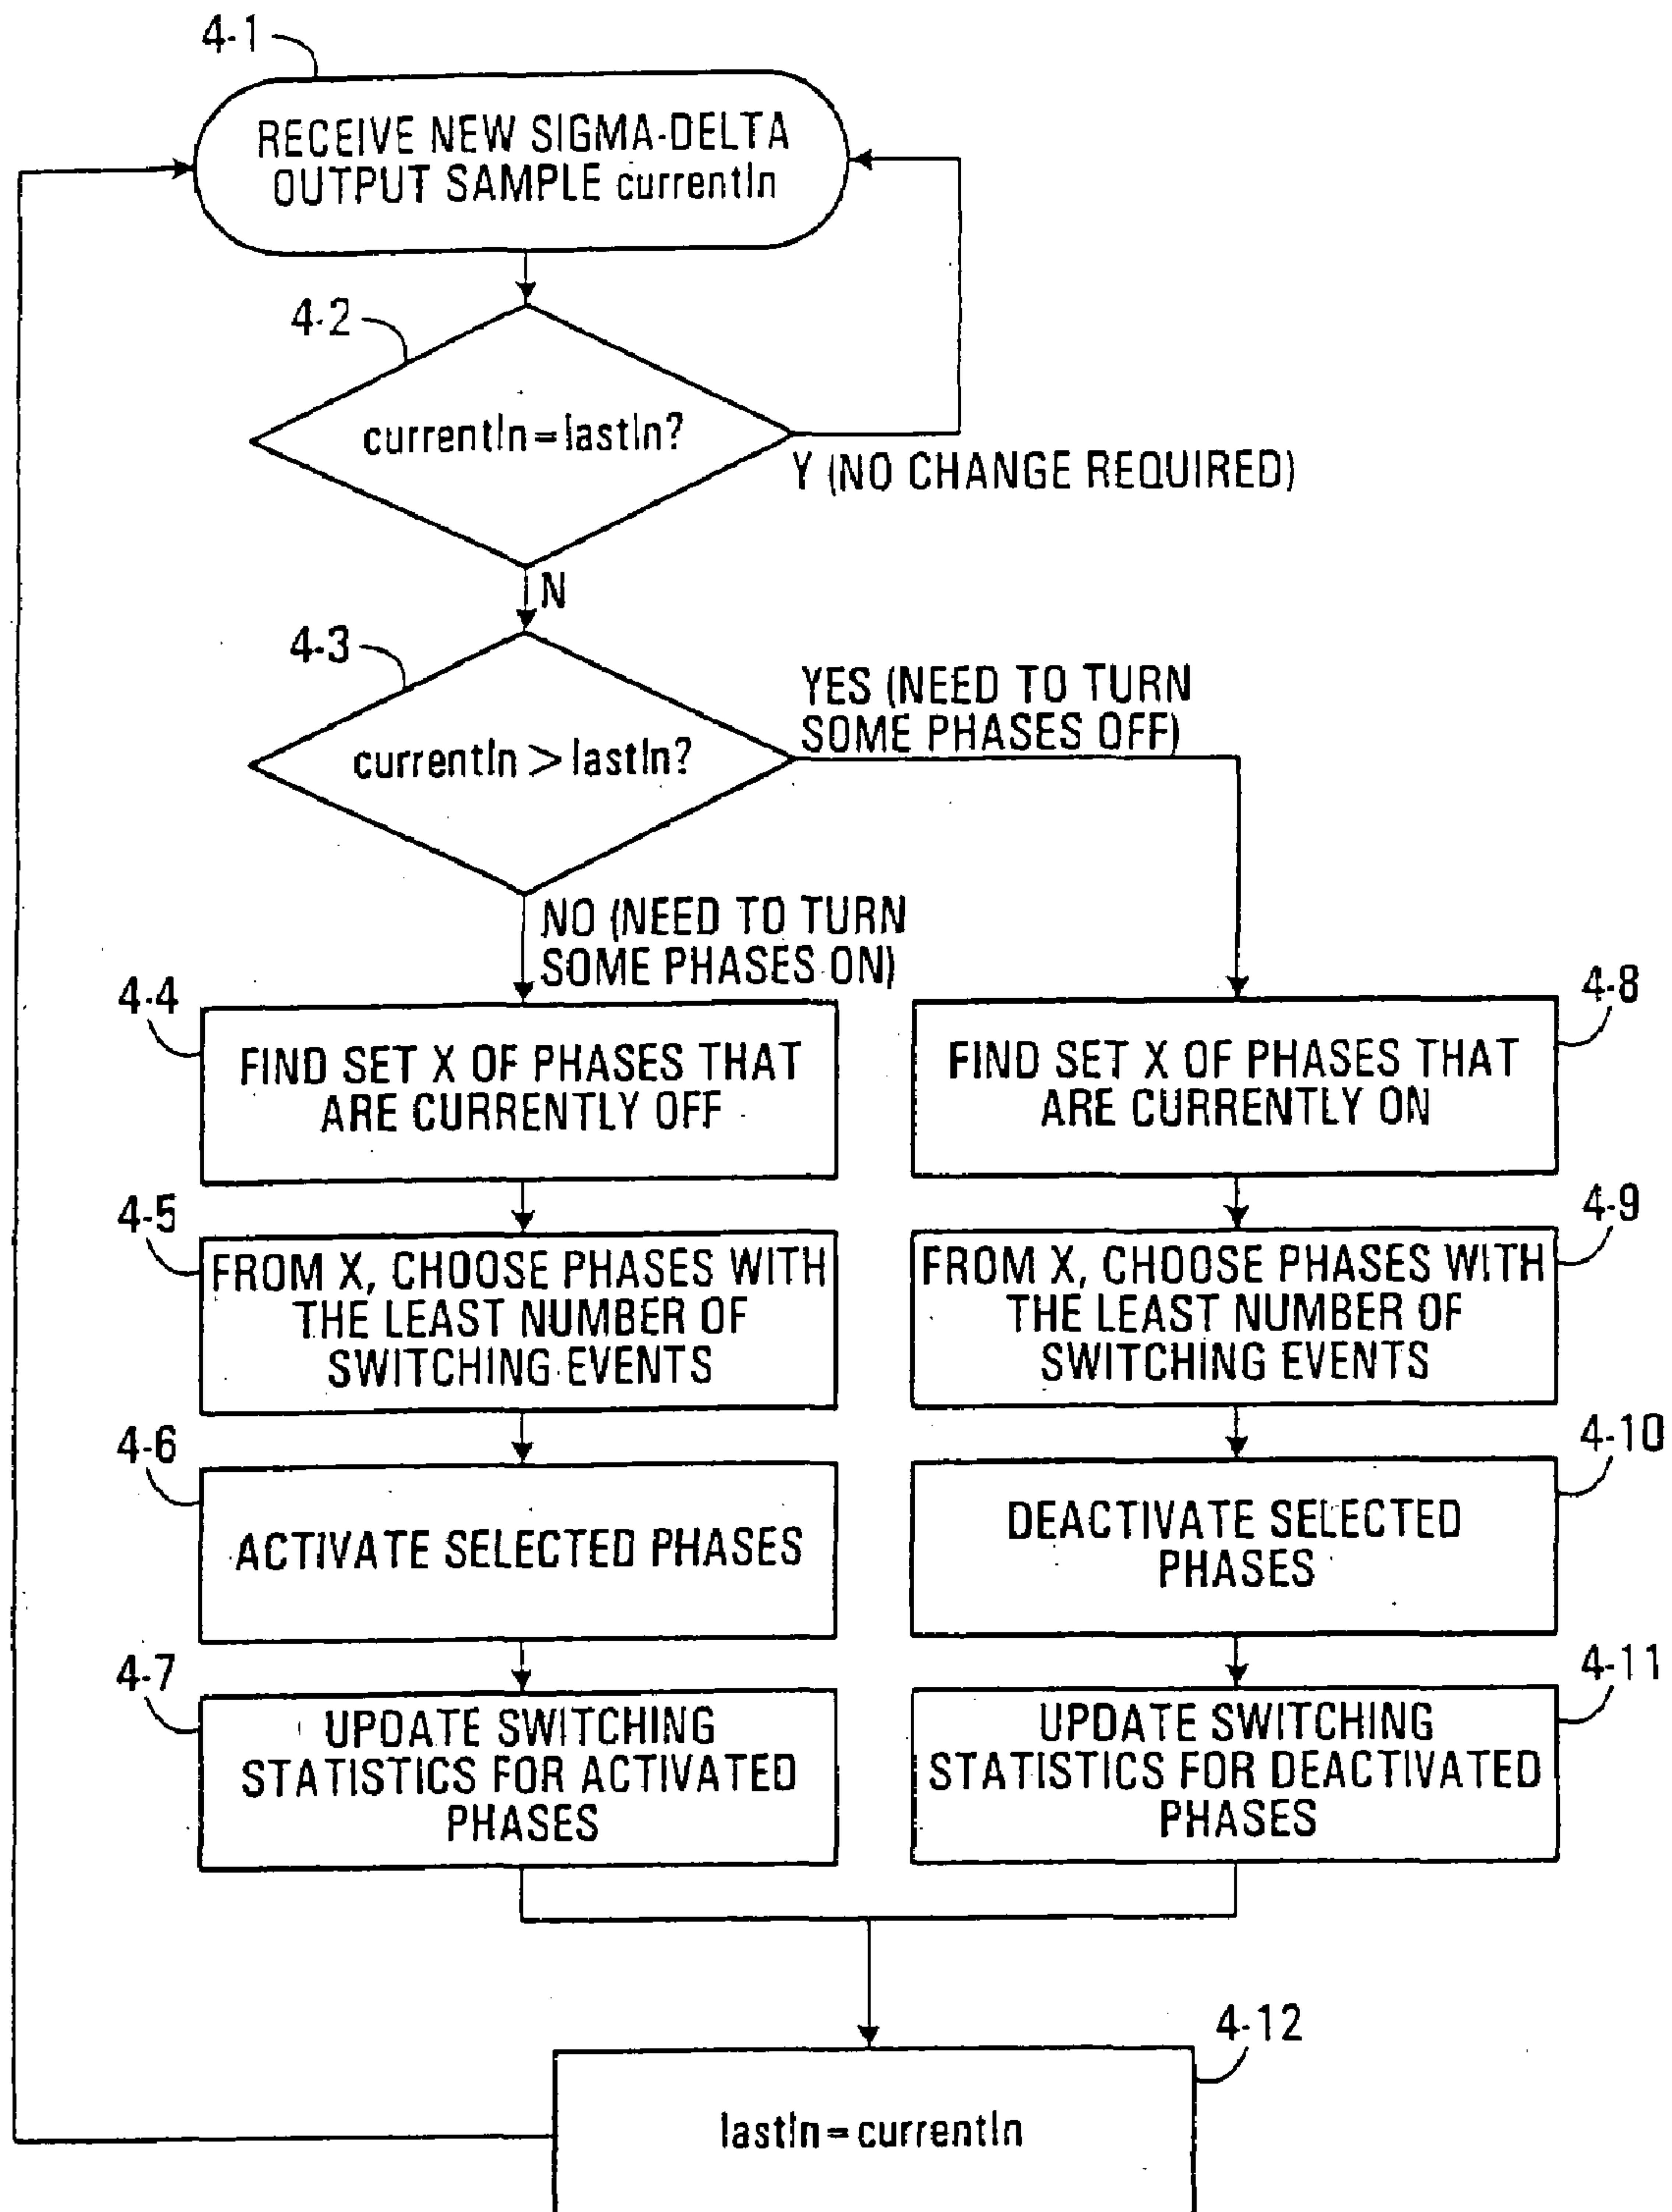 4-1
RECEIVE NEW SIGMA-DELTA
OUTPUT SAMPLE currentIn
4-2
currentIn=lastIn?
Y (NO CHANGE REQUIRED)
N
4-3
currentIn > lastIn?
YES (NEED TO TURN
SOME PHASES OFF)
NO (NEED TO TURN
SOME PHASES ON)
4-4
FIND SET X OF PHASES THAT
ARE CURRENTLY OFF
4-8
FIND SET X OF PHASES THAT
ARE CURRENTLY ON
4-5
FROM X, CHOOSE PHASES WITH
THE LEAST NUMBER OF
SWITCHING EVENTS
4-9
FROM X, CHOOSE PHASES WITH
THE LEAST NUMBER OF
SWITCHING EVENTS
4-6
ACTIVATE SELECTED PHASES
4-10
DEACTIVATE SELECTED
PHASES
4-7
UPDATE SWITCHING
STATISTICS FOR ACTIVATED
PHASES
4-11
UPDATE SWITCHING
STATISTICS FOR DEACTIVATED
PHASES
4-12
lastIn=currentIn